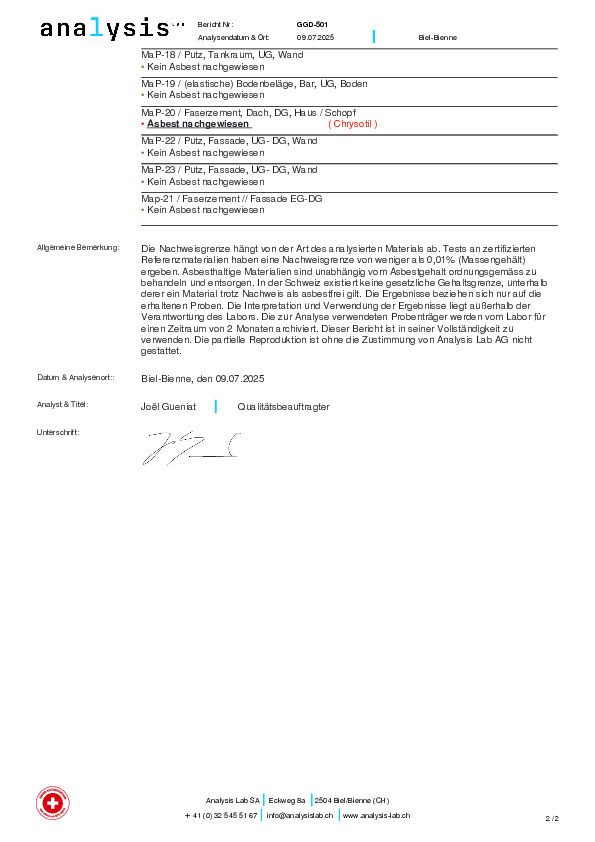 analysis
Bericht Nr: GGD-501
Analysendatum & Ort: 09.07.2025 Biel-Bienne
MaP-18 / Putz, Tankraum, UG, Wand
• Kein Asbest nachgewiesen
MaP-19 / (elastische) Bodenbeläge, Bar, UG, Boden
• Kein Asbest nachgewiesen
MaP-20 / Faserzement, Dach, DG, Haus / Schopf
• Asbest nachgewiesen ( Chrysotil )
MaP-22 / Putz, Fassade, UG- DG, Wand
• Kein Asbest nachgewiesen
MaP-23 / Putz, Fassade, UG- DG, Wand
• Kein Asbest nachgewiesen
Map-21 / Faserzement // Fassade EG-DG
• Kein Asbest nachgewiesen
Allgemeine Bemerkung:
Die Nachweisgrenze hängt von der Art des analysierten Materials ab. Tests an zertifizierten
Referenzmaterialien haben eine Nachweisgrenze von weniger als 0,01% (Massengehält)
ergeben. Asbesthaltige Materialien sind unabhängig vom Asbestgehalt ordnungsgemäss zu
behandeln und entsorgen. In der Schweiz existiert keine gesetzliche Gehaltsgrenze, unterhalb
derer ein Material trotz Nachweis als asbestfrei gilt. Die Ergebnisse beziehen sich nur auf die
erhaltenen Proben. Die Interpretation und Verwendung der Ergebnisse liegt außerhalb der
Verantwortung des Labors. Die zur Analyse verwendeten Probenträger werden vom Labor für
einen Zeitraum von 2 Monaten archiviert. Dieser Bericht ist in seiner Vollständigkeit zu
verwenden. Die partielle Reproduktion ist ohne die Zustimmung von Analysis Lab AG nicht
gestattet.
Datum & Analysenort:: Biel-Bienne, den 09.07.2025
Analyst & Titel: Joël Gueniat Qualitätsbeauftragter
Unterschrift:
Analysis Lab SA Eckweg 8a 2504 Biel/Bienne (CH)
+ 41 (0) 32 545 51 67 info@analysislab.ch www.analysis-lab.ch
2 / 2